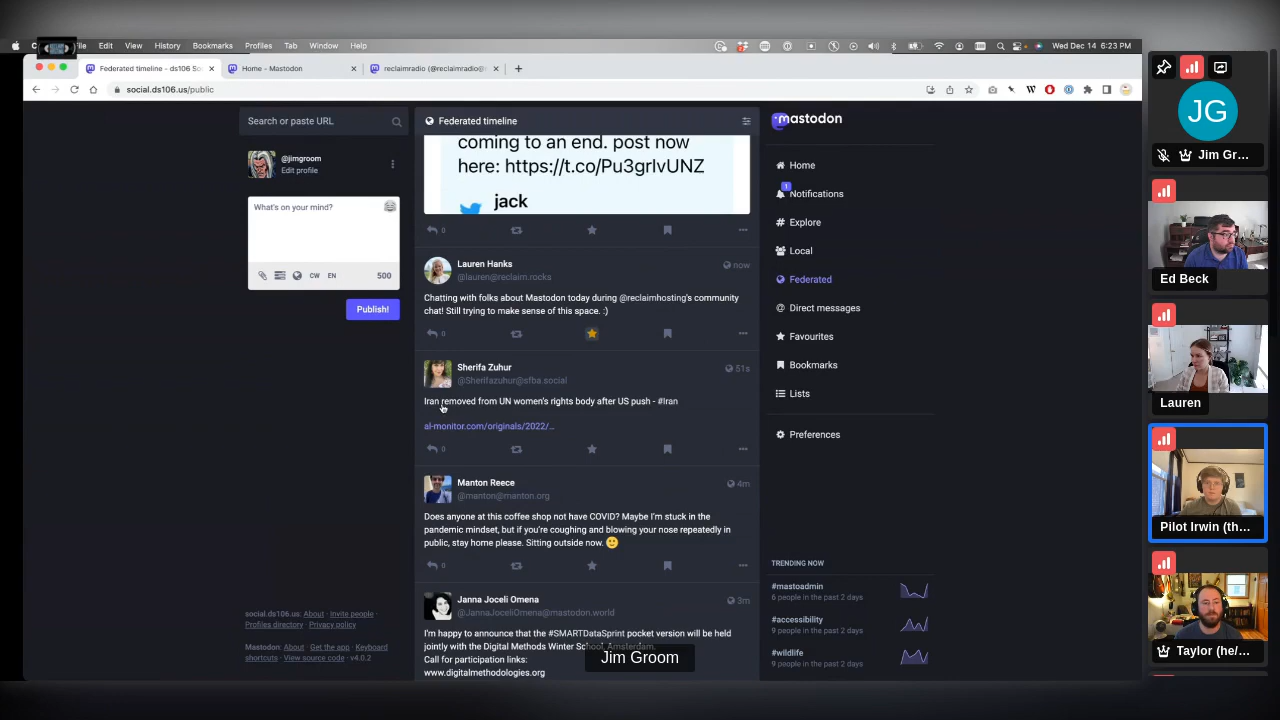 File Edit View History Bookmarks Profiles Tab Window Help
Wed Dec 14 6:23 PM
Federated timeline - ds106 So
Home - Mastodon
reclaimradio (@reclaimradio@
social.ds106.us/public
Search or paste URL
@jimgroom
Edit profile
What's on your mind?
CW EN 500
Publish!
social.ds106.us: About · Invite people ·
Profiles directory · Privacy policy
Mastodon: About · Get the app · Keyboard
shortcuts · View source code · v4.0.2
Federated timeline
coming to an end. post now
here: https://t.co/Pu3grIvUNZ
jack
0
Lauren Hanks
@lauren@reclaim.rocks
now
Chatting with folks about Mastodon today during @reclaimhosting's community
chat! Still trying to make sense of this space. :)
0
Sherifa Zuhur
@Sherifazuhur@sfba.social
51s
Iran removed from UN women's rights body after US push - #Iran
al-monitor.com/originals/2022/...
0
Manton Reece
@manton@manton.org
4m
Does anyone at this coffee shop not have COVID? Maybe I'm stuck in the
pandemic mindset, but if you're coughing and blowing your nose repeatedly in
public, stay home please. Sitting outside now.
0
Janna Joceli Omena
@JannaJoceliOmena@mastodon.world
3m
I'm happy to announce that the #SMARTDataSprint pocket version will be held
jointly with the Digital Methods Winter School, Amsterdam.
Call for participation links:
www.digitalmethodologies.org
Jim Groom
mastodon
Home
1
Notifications
Explore
Local
Federated
Direct messages
Favourites
Bookmarks
Lists
Preferences
TRENDING NOW
#mastoadmin
6 people in the past 2 days
#accessibility
9 people in the past 2 days
#wildlife
9 people in the past 2 days
JG
Jim Gr...
Ed Beck
Lauren
Pilot Irwin (th...
Taylor (he/...